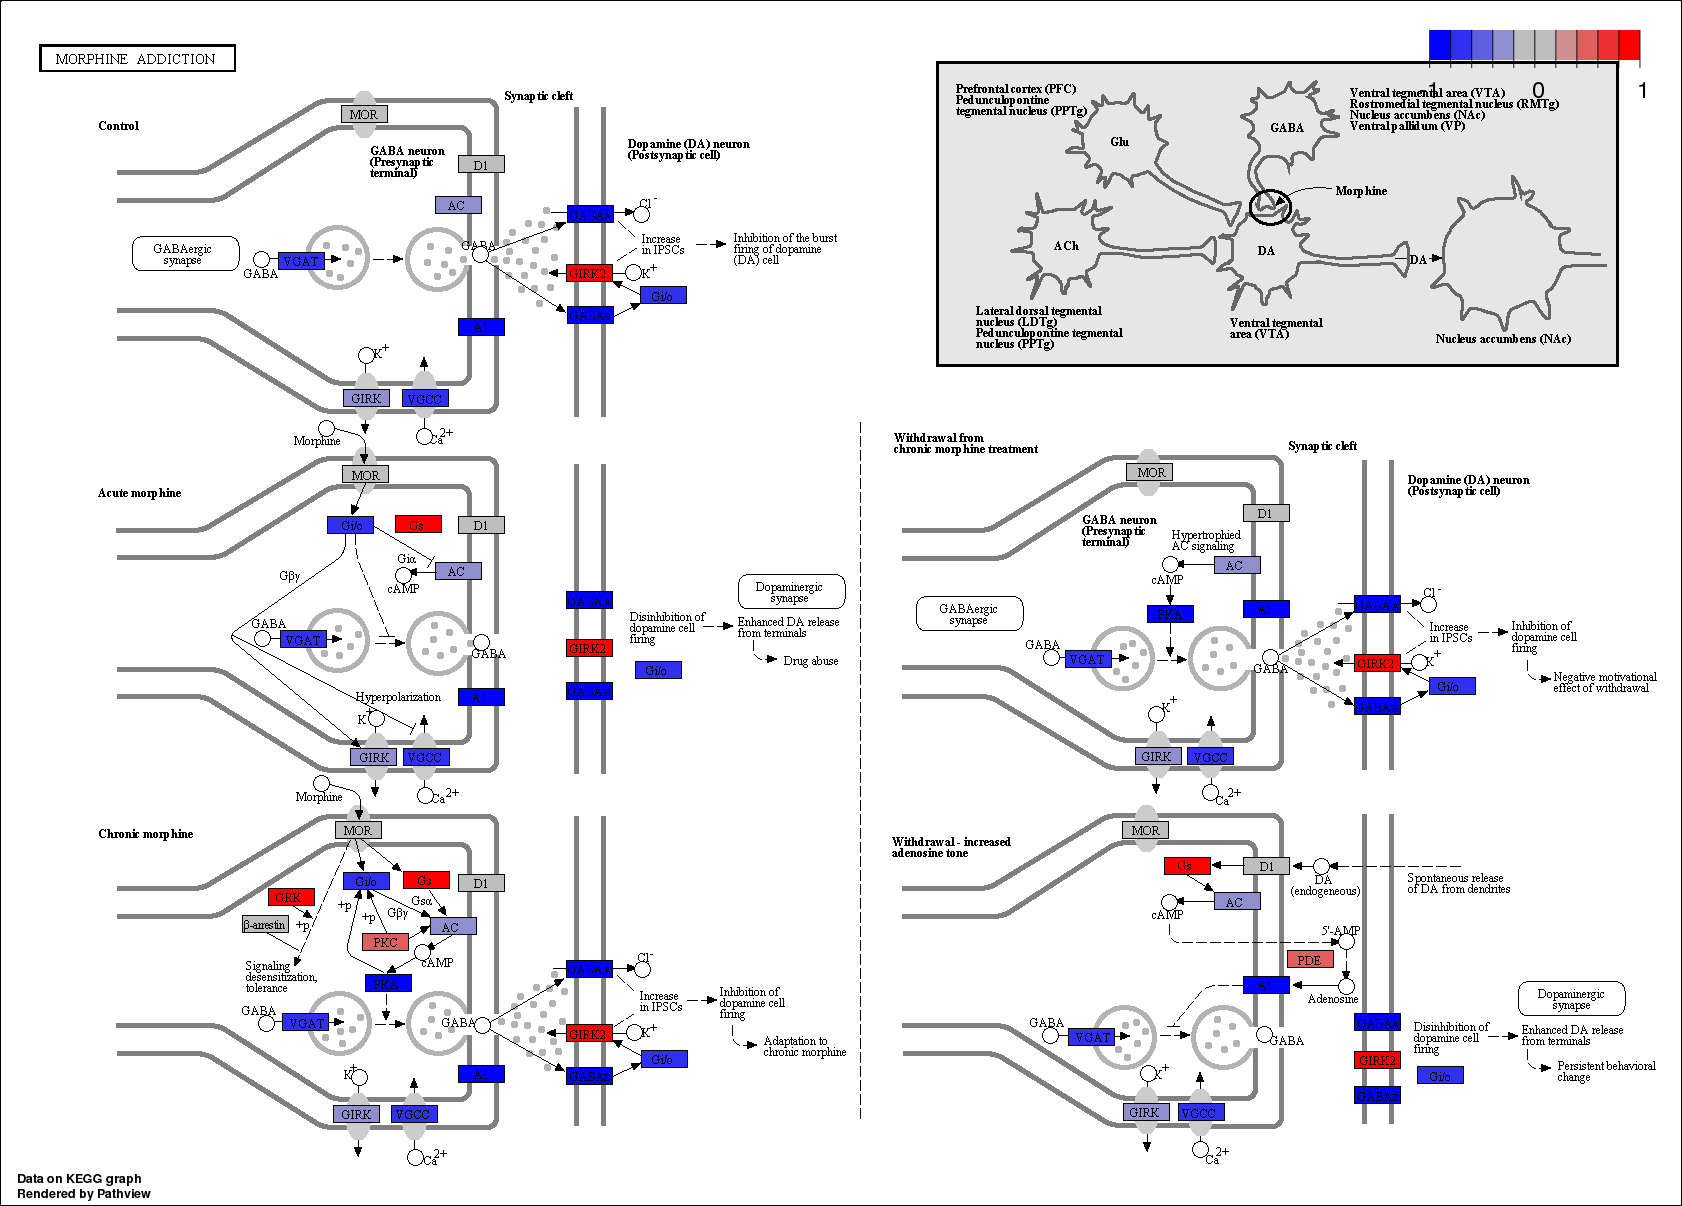 MORPHINE ADDICTION
-1 0 1
Control
Synaptic cleft
MOR
GABA neuron
(Presynaptic
terminal)
D1
Dopamine (DA) neuron
(Postsynaptic cell)
AC
GABAA
Cl-
GABAergic
synapse
GABA
VGAT
GABA
Increase
in IPSCs
Inhibition of the burst
firing of dopamine
(DA) cell
GIRK2
K+
Gi/o
GABAB
A1
K+
GIRK
VGCC
Ca2+
Prefrontal cortex (PFC)
Pedunculopontine
tegmental nucleus (PPTg)
Glu
GABA
Ventral tegmental area (VTA)
Rostromedial tegmental nucleus (RMTg)
Nucleus accumbens (NAc)
Ventral pallidum (VP)
Morphine
ACh
DA
DA
Lateral dorsal tegmental
nucleus (LDTg)
Pedunculopontine tegmental
nucleus (PPTg)
Ventral tegmental
area (VTA)
Nucleus accumbens (NAc)
Morphine
MOR
Acute morphine
Gi/o
Gs
D1
Giα
AC
cAMP
Gβγ
GABA
VGAT
GABA
Hyperpolarization
A1
K+
GIRK
VGCC
Ca2+
GABAA
GIRK2
GABAB
Gi/o
Disinhibition of
dopamine cell
firing
Dopaminergic
synapse
Enhanced DA release
from terminals
Drug abuse
Morphine
MOR
Chronic morphine
GRK
β-arrestin
+p
Gi/o
Gs
D1
+p
+p
Gβγ
Gsα
AC
PKC
cAMP
PKA
Signaling
desensitization,
tolerance
GABA
VGAT
GABA
A1
K+
GIRK
VGCC
Ca2+
GABAA
Cl-
Increase
in IPSCs
Inhibition of
dopamine cell
firing
GIRK2
K+
Gi/o
GABAB
Adaptation to
chronic morphine
Withdrawal from
chronic morphine treatment
Synaptic cleft
MOR
Dopamine (DA) neuron
(Postsynaptic cell)
GABA neuron
(Presynaptic
terminal)
D1
Hypertrophied
AC signaling
AC
cAMP
PKA
A1
GABAergic
synapse
GABA
VGAT
GABA
GABAA
Cl-
Increase
in IPSCs
Inhibition of
dopamine cell
firing
GIRK2
K+
Gi/o
GABAB
Negative motivational
effect of withdrawal
K+
GIRK
VGCC
Ca2+
Withdrawal - increased
adenosine tone
MOR
Gs
D1
DA
(endogeneous)
Spontaneous release
of DA from dendrites
AC
cAMP
5'-AMP
PDE
A1
Adenosine
GABA
VGAT
GABA
K+
GIRK
VGCC
Ca2+
GABAA
GIRK2
GABAB
Gi/o
Disinhibition of
dopamine cell
firing
Dopaminergic
synapse
Enhanced DA release
from terminals
Persistent behavioral
change
Data on KEGG graph
Rendered by Pathview